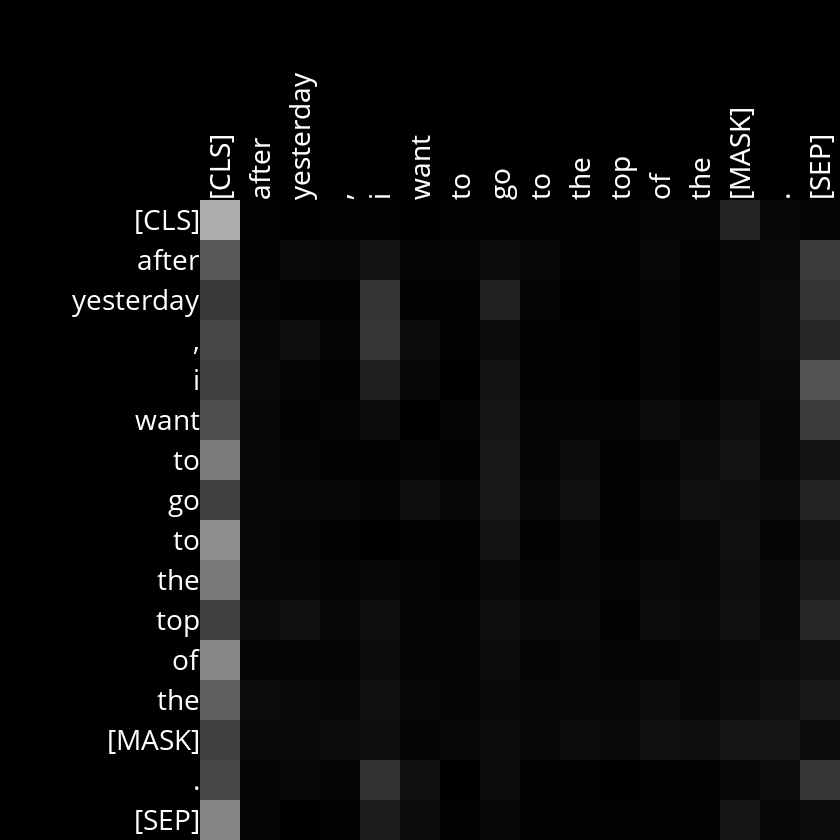 [CLS] after yesterday , i want to go to the top of the [MASK] . [SEP]
[CLS]
after
yesterday
,
i
want
to
go
to
the
top
of
the
[MASK]
.
[SEP]